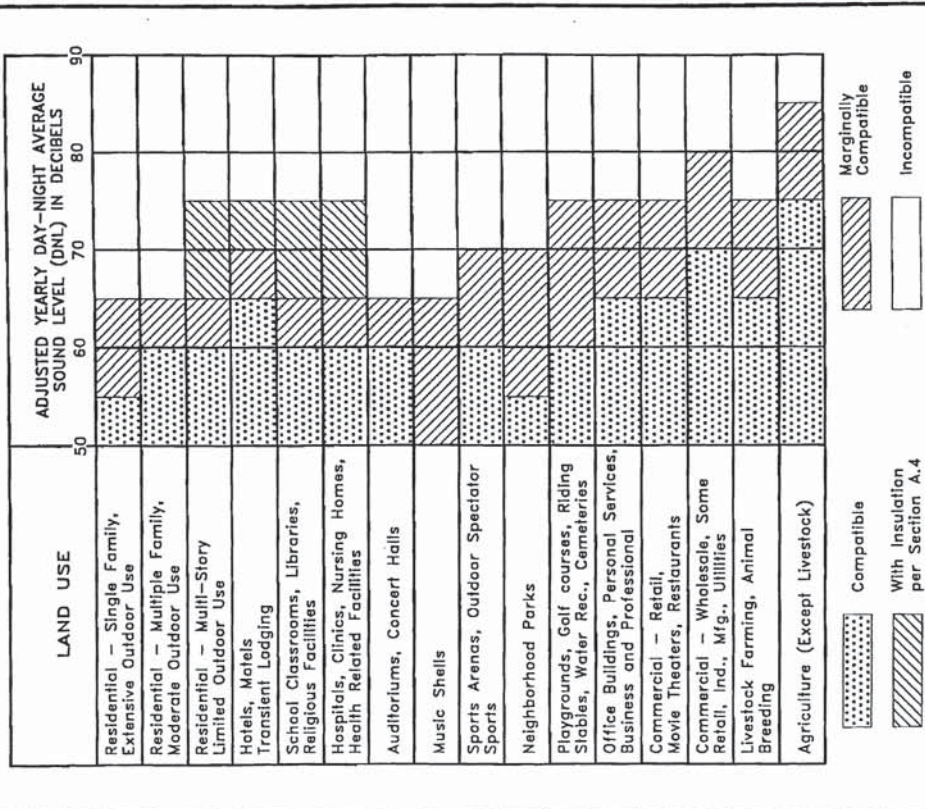 LAND USE
ADJUSTED YEARLY DAY-NIGHT AVERAGE
SOUND LEVEL (DNL) IN DECIBELS
50 60 70 80 90
Residential - Single Family,
Extensive Outdoor Use
Residential - Multiple Family,
Moderate Outdoor Use
Residential - Multi-Story
Limited Outdoor Use
Hotels, Motels
Transient Lodging
School Classrooms, Libraries,
Religious Facilities
Hospitals, Clinics, Nursing Homes,
Health Related Facilities
Auditoriums, Concert Halls
Music Shells
Sports Arenas, Outdoor Spectator
Sports
Neighborhood Parks
Playgrounds, Golf courses, Riding
Stables, Water Rec., Cemeteries
Office Buildings, Personal Services,
Business and Professional
Commercial - Retail,
Movie Theaters, Restaurants
Commercial - Wholesale, Some
Retail, Ind., Mfg., Utilities
Livestock Farming, Animal
Breeding
Agriculture (Except Livestock)
Compatible
Marginally
Compatible
With Insulation
per Section A.4
Incompatible